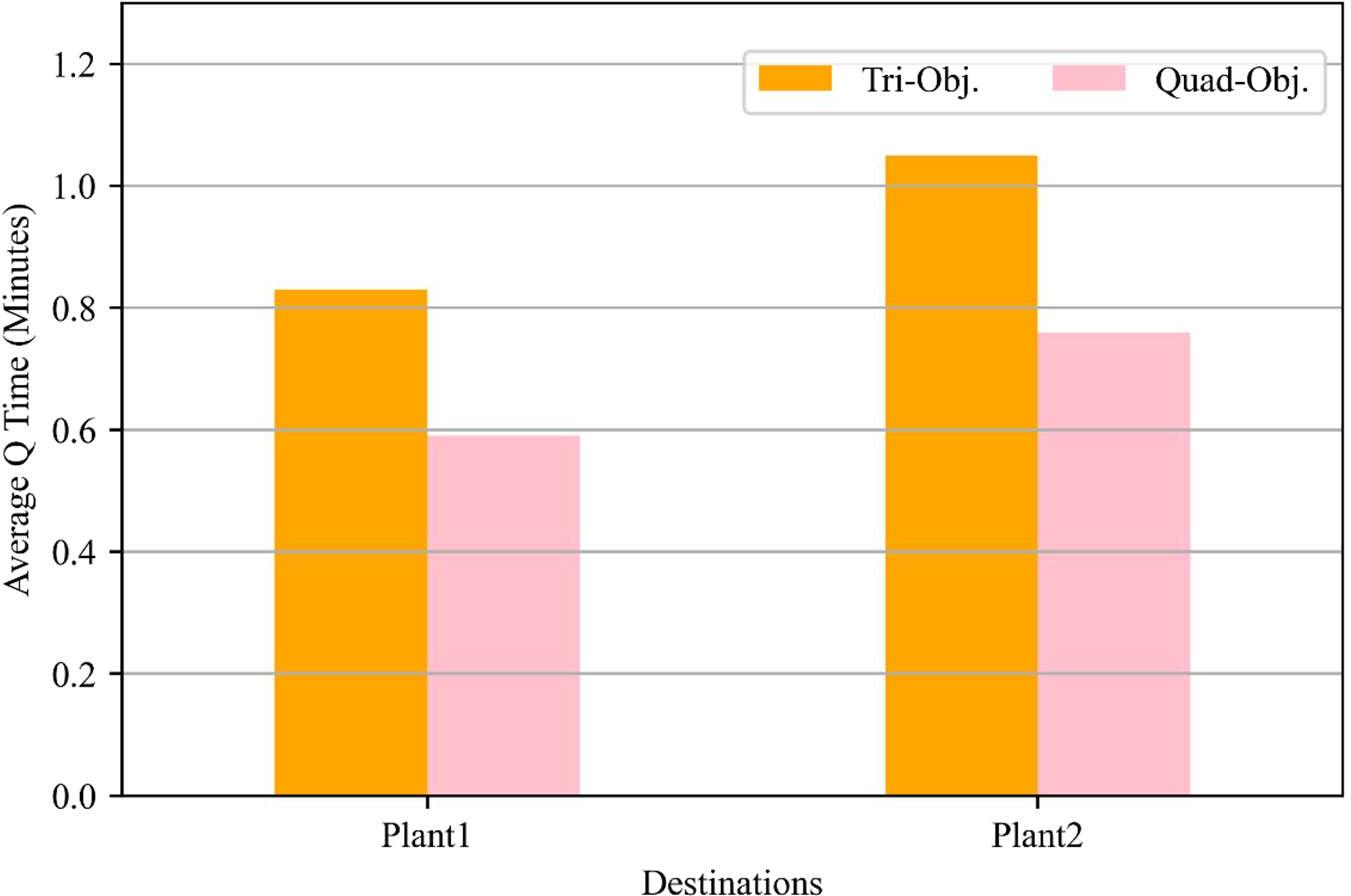 Average Q Time (Minutes)
1.2
1.0
0.8
0.6
0.4
0.2
0.0
Tri-Obj. Quad-Obj.
Plant1 Plant2
Destinations